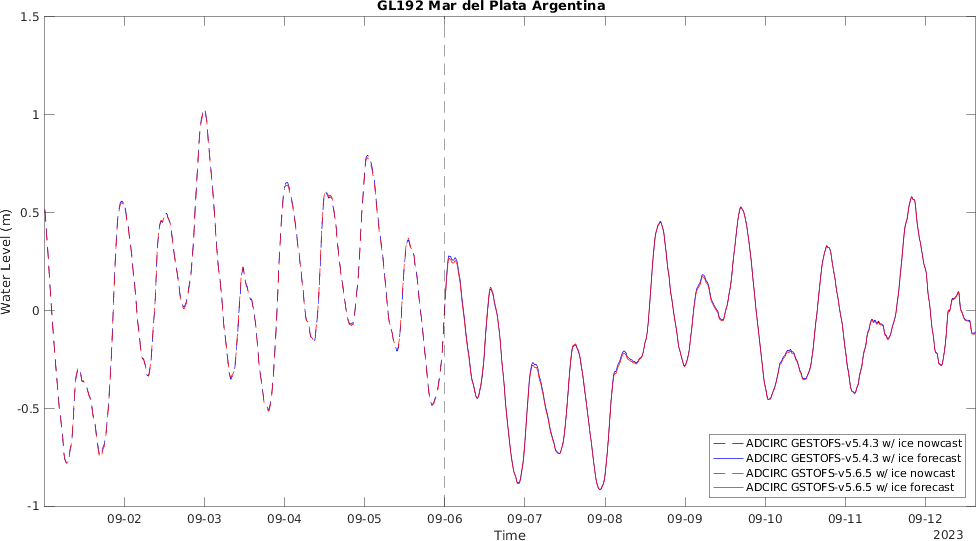 GL192 Mar del Plata Argentina
1.5
1
0.5
0
-0.5
-1
Water Level (m)
09-02 09-03 09-04 09-05 09-06 09-07 09-08 09-09 09-10 09-11 09-12
Time
2023
ADCIRC GESTOFS-v5.4.3 w/ ice nowcast
ADCIRC GESTOFS-v5.4.3 w/ ice forecast
ADCIRC GSTOFS-v5.6.5 w/ ice nowcast
ADCIRC GSTOFS-v5.6.5 w/ ice forecast